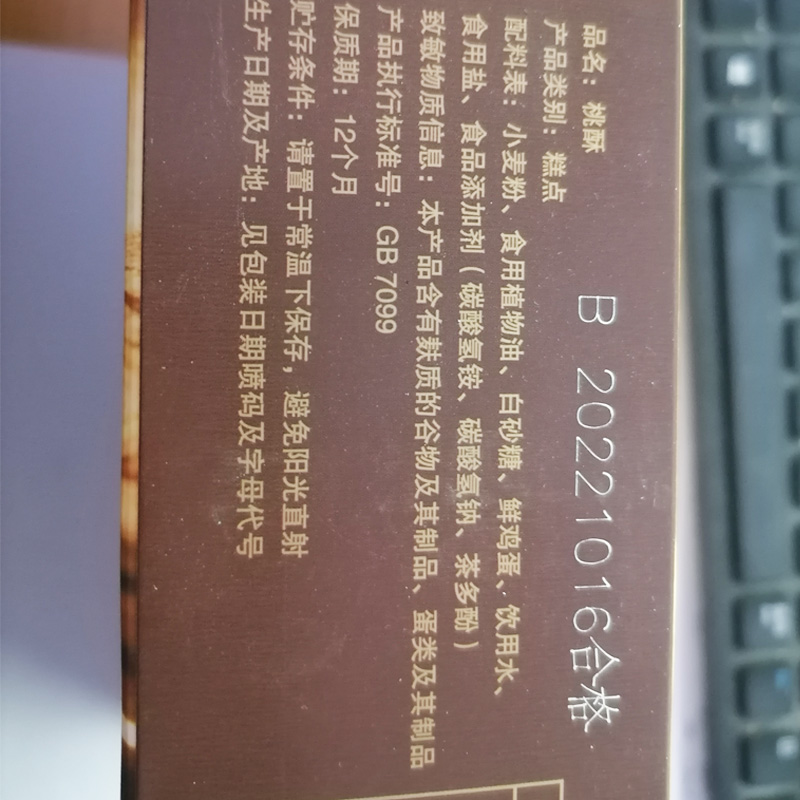 品名：桃酥
产品类别：糕点
配料表：小麦粉、食用植物油、白砂糖、鲜鸡蛋、饮用水、
食用盐、食品添加剂（碳酸氢铵、碳酸氢钠、茶多酚）
致敏物质信息：本产品含有麸质的谷物及其制品、蛋类及其制品
产品执行标准号：GB 7099
保质期：12个月
贮存条件：请置于常温下保存，避免阳光直射
生产日期及产地：见包装日期喷码及字母代号
B 20221016合格